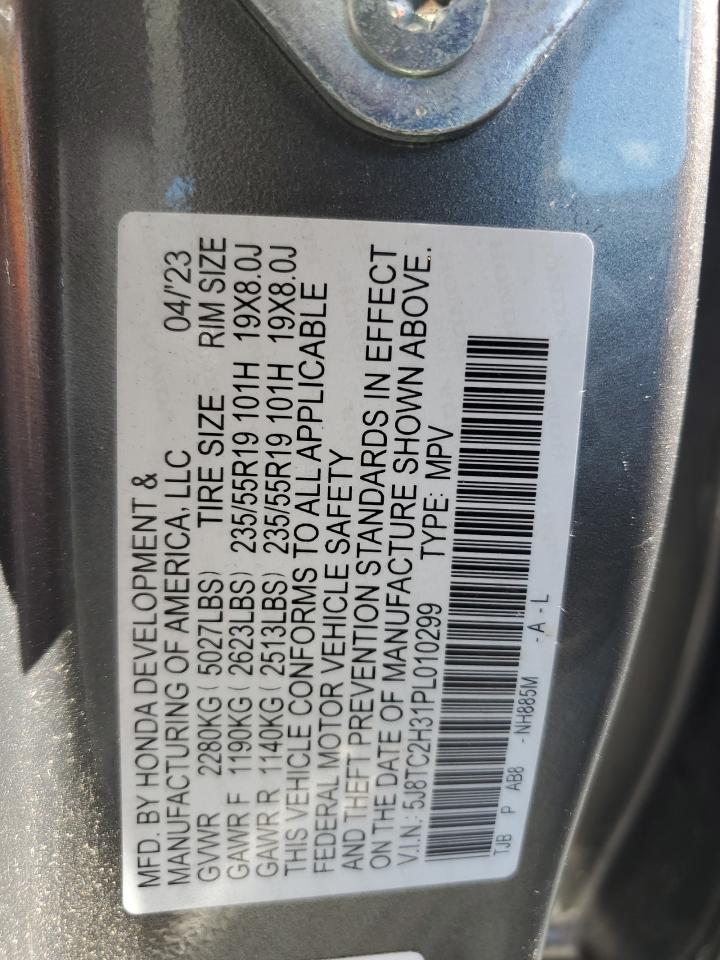 MFD. BY HONDA DEVELOPMENT &
MANUFACTURING OF AMERICA, LLC 04/'23
GVWR 2280KG ( 5027LBS) TIRE SIZE RIM SIZE
GAWR F 1190KG ( 2623LBS) 235/55R19 101H 19X8.0J
GAWR R 1140KG ( 2513LBS) 235/55R19 101H 19X8.0J
THIS VEHICLE CONFORMS TO ALL APPLICABLE
FEDERAL MOTOR VEHICLE SAFETY
AND THEFT PREVENTION STANDARDS IN EFFECT
ON THE DATE OF MANUFACTURE SHOWN ABOVE..
V.I.N.: 5J8TC2H31PL010299 TYPE: MPV
TJB P AB8 - NH885M - A - L